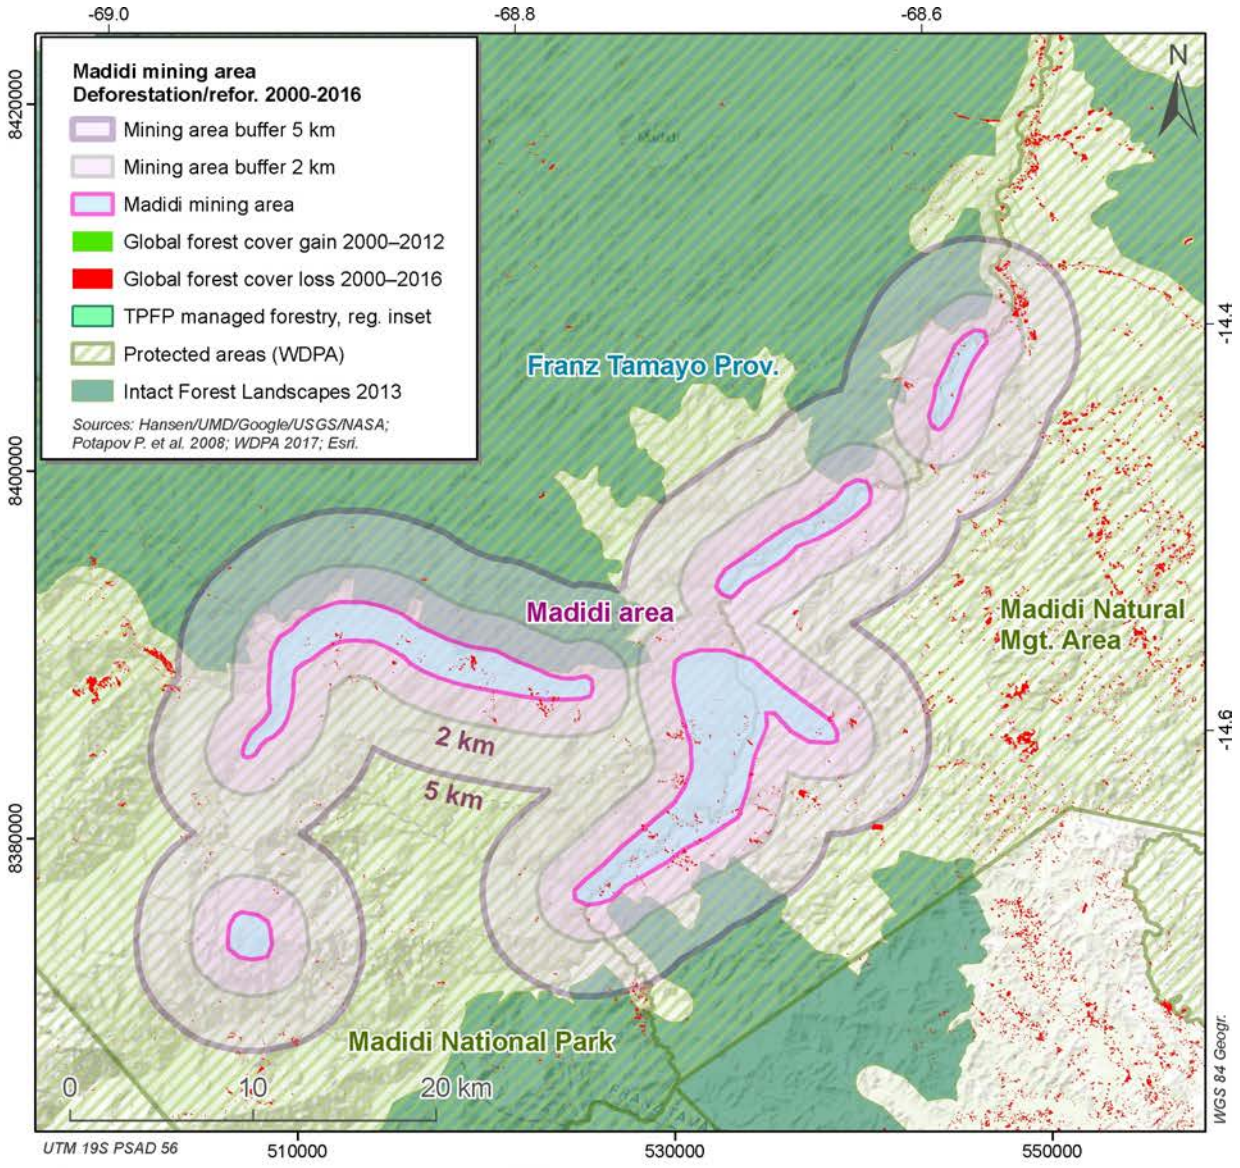 -69.0
-68.8
-68.6
8420000
N
Madidi mining area
Deforestation/refor. 2000-2016
Mining area buffer 5 km
Mining area buffer 2 km
Madidi mining area
Global forest cover gain 2000–2012
Global forest cover loss 2000–2016
TPFP managed forestry, reg. inset
Protected areas (WDPA)
Intact Forest Landscapes 2013
Sources: Hansen/UMD/Google/USGS/NASA;
Potapov P. et al. 2008; WDPA 2017; Esri.
Madidi
-14.4
Franz Tamayo Prov.
8400000
Madidi area
Madidi Natural
Mgt. Area
2 km
5 km
-14.6
8380000
Madidi National Park
0 10 20 km
WGS 84 Geogr.
UTM 19S PSAD 56
510000
530000
550000